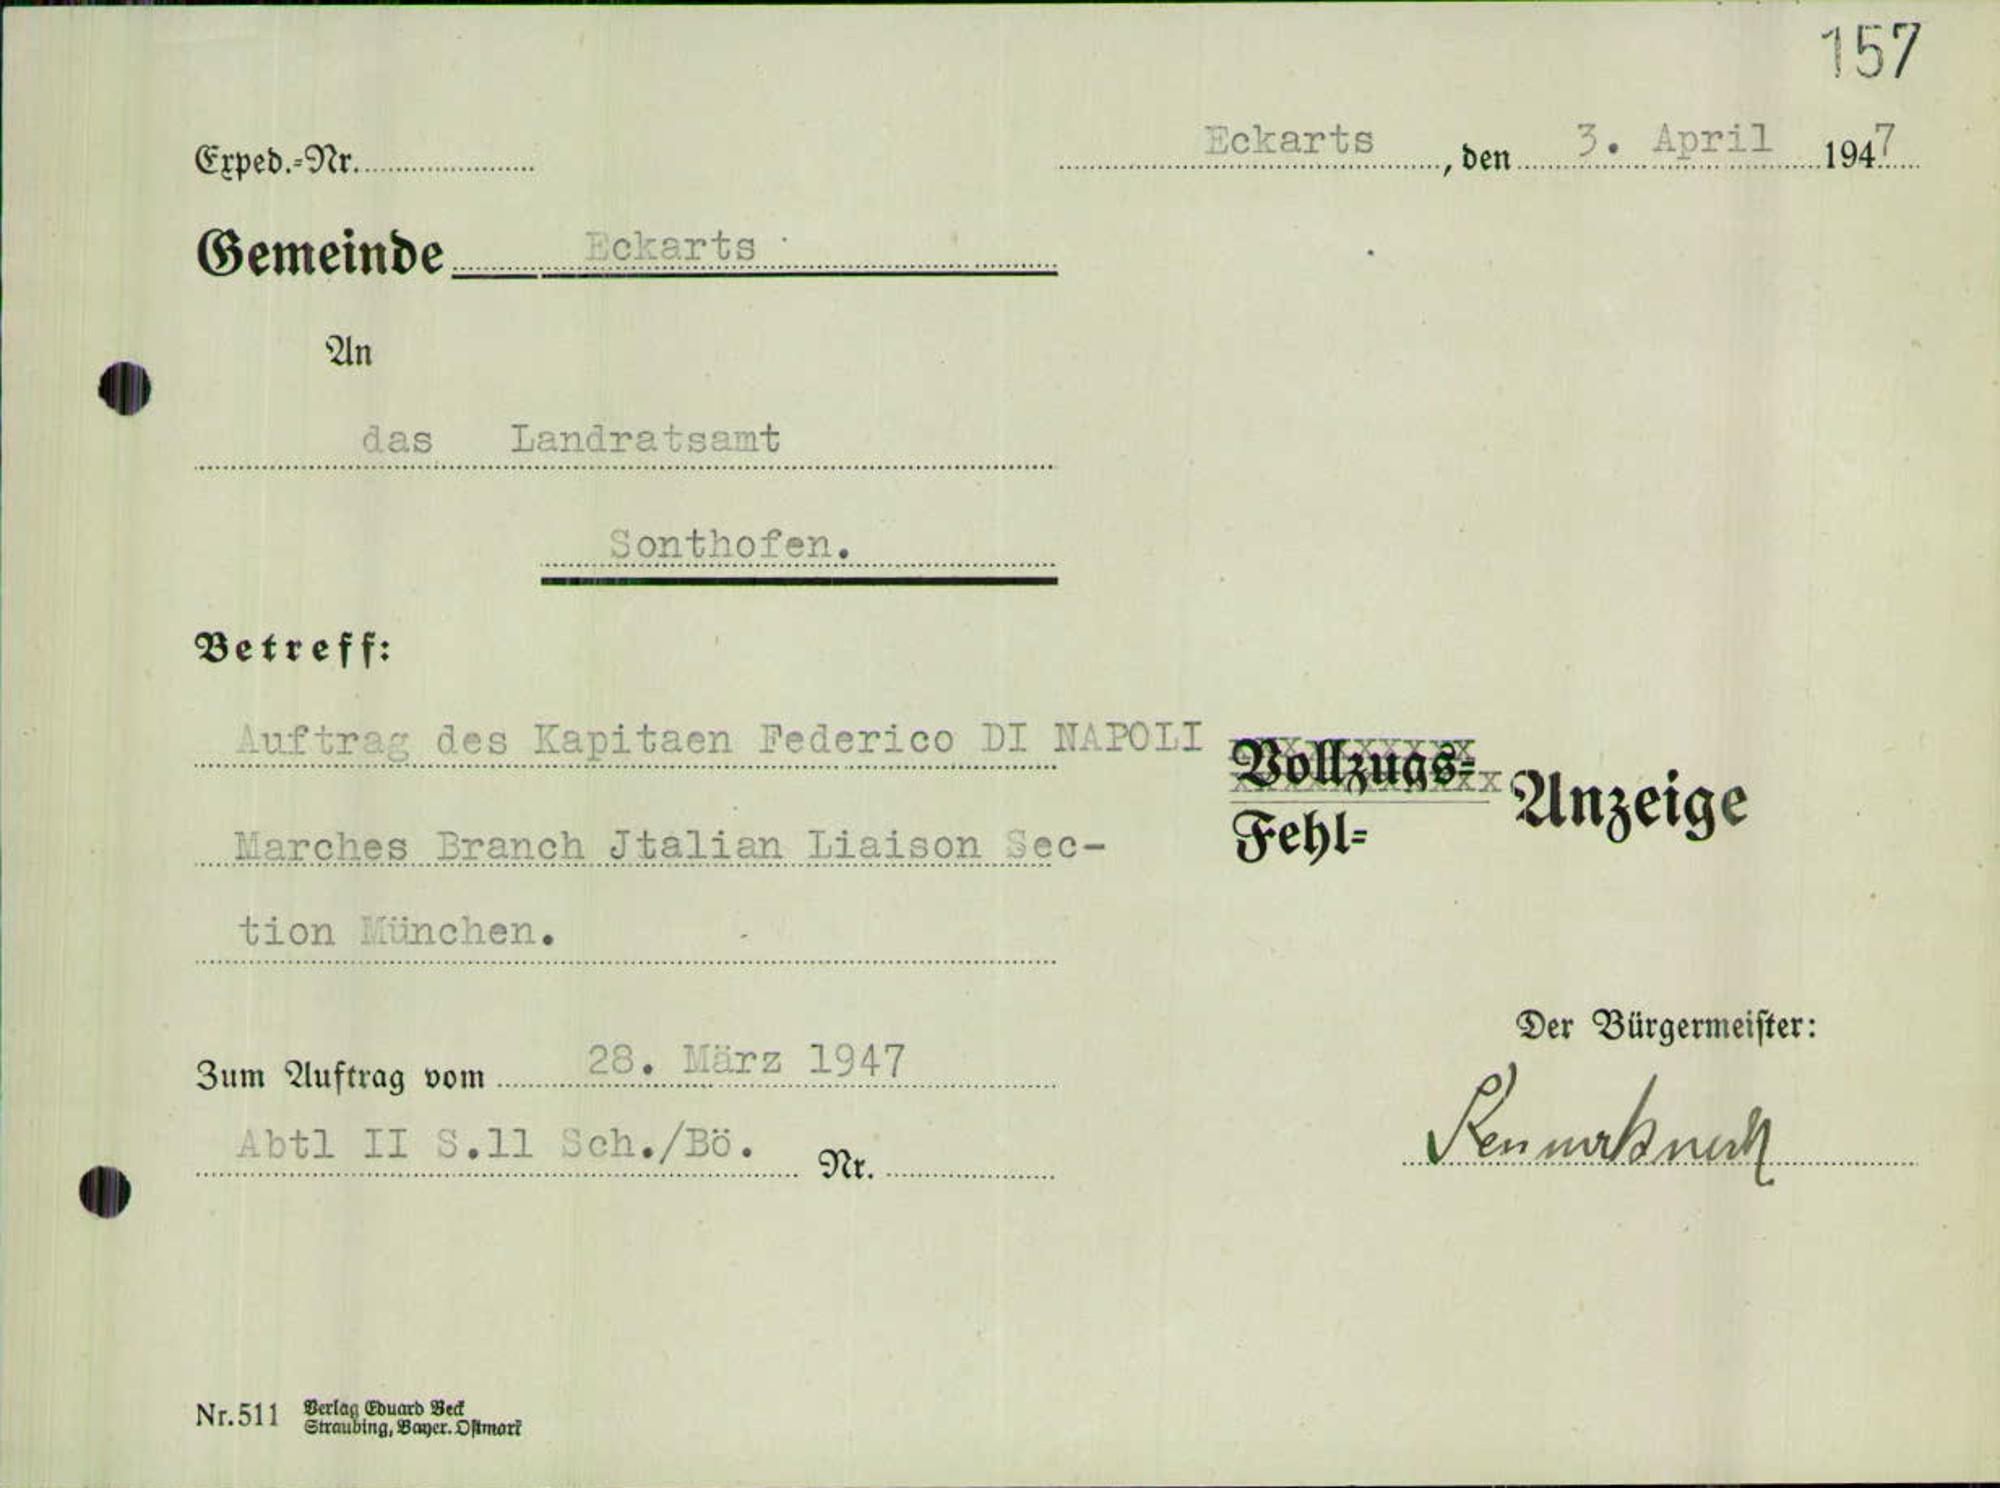 157
Exped.-Nr.
Eckarts, den 3. April 1947
Gemeinde Eckarts
An
das Landratsamt
Sonthofen.
Betreff:
Auftrag des Kapitaen Federico DI NAPOLI
Marches Branch Jtalian Liaison Sec-
tion München.
Vollzugs-
Fehl-
Anzeige
Zum Auftrag vom 28. März 1947
Abtl II S.11 Sch./Bö. Nr.
Der Bürgermeister:
Nr. 511 Verlag Eduard Beck
Straubing, Bayer. Ostmark